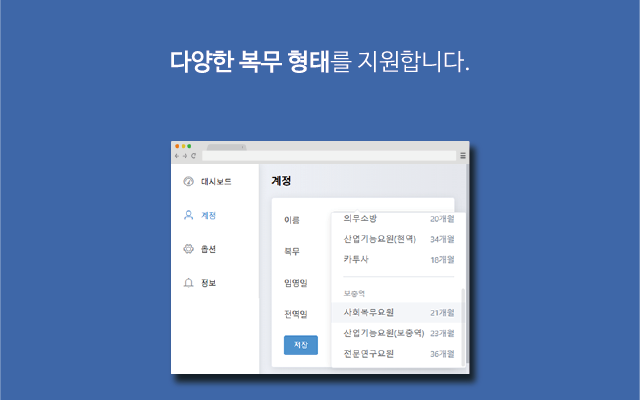 다양한 복무 형태를 지원합니다.
대시보드
계정
옵션
정보
계정
이름
복무
임명일
전역일
저장
의무소방 20개월
산업기능요원(현역) 34개월
카투사 18개월
보충역
사회복무요원 21개월
산업기능요원(보충역) 23개월
전문연구요원 36개월